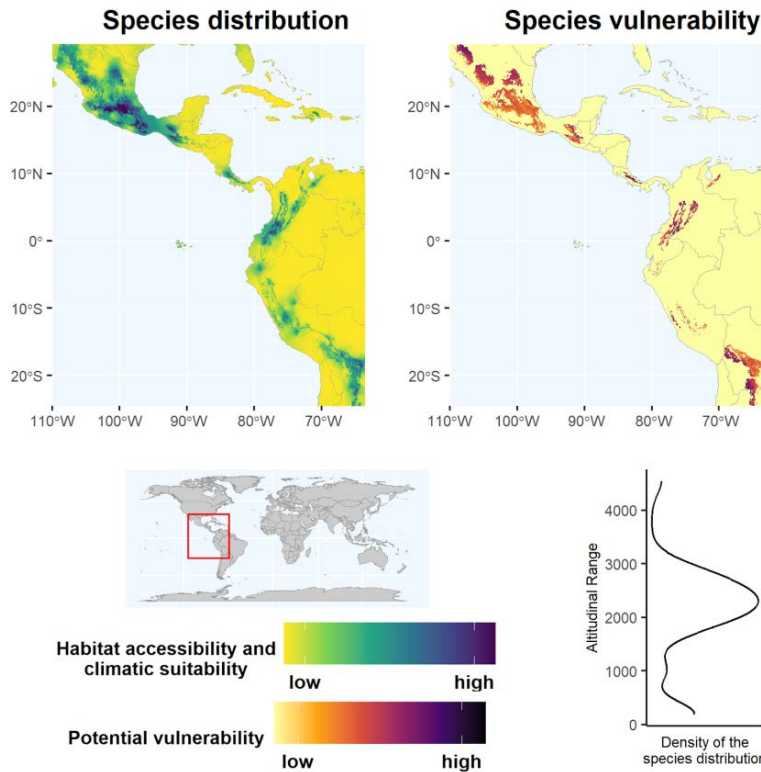 Species distribution
Species vulnerability
20°N
10°N
0°
10°S
20°S
110°W
100°W
90°W
80°W
70°W
20°N
10°N
0°
10°S
20°S
110°W
100°W
90°W
80°W
70°W
Habitat accessibility and
climatic suitability
low
high
Potential vulnerability
low
high
Altitudinal Range
4000
3000
2000
1000
0
Density of the
species distribution